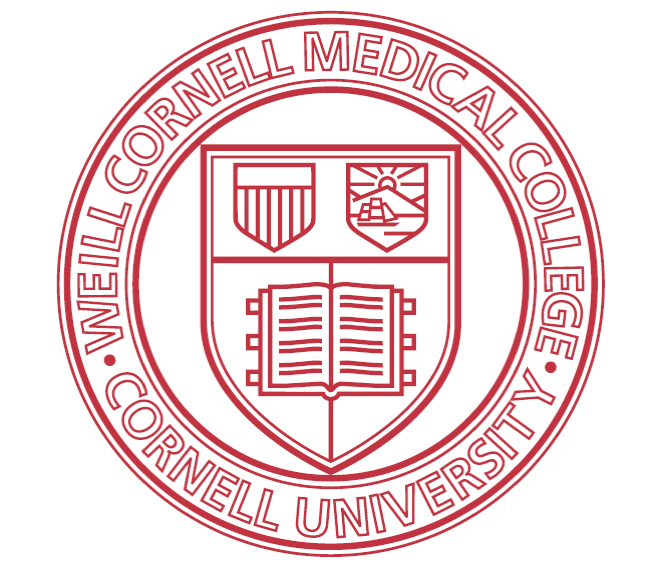 WEILL CORNELL MEDICAL COLLEGE
• CORNELL UNIVERSITY •